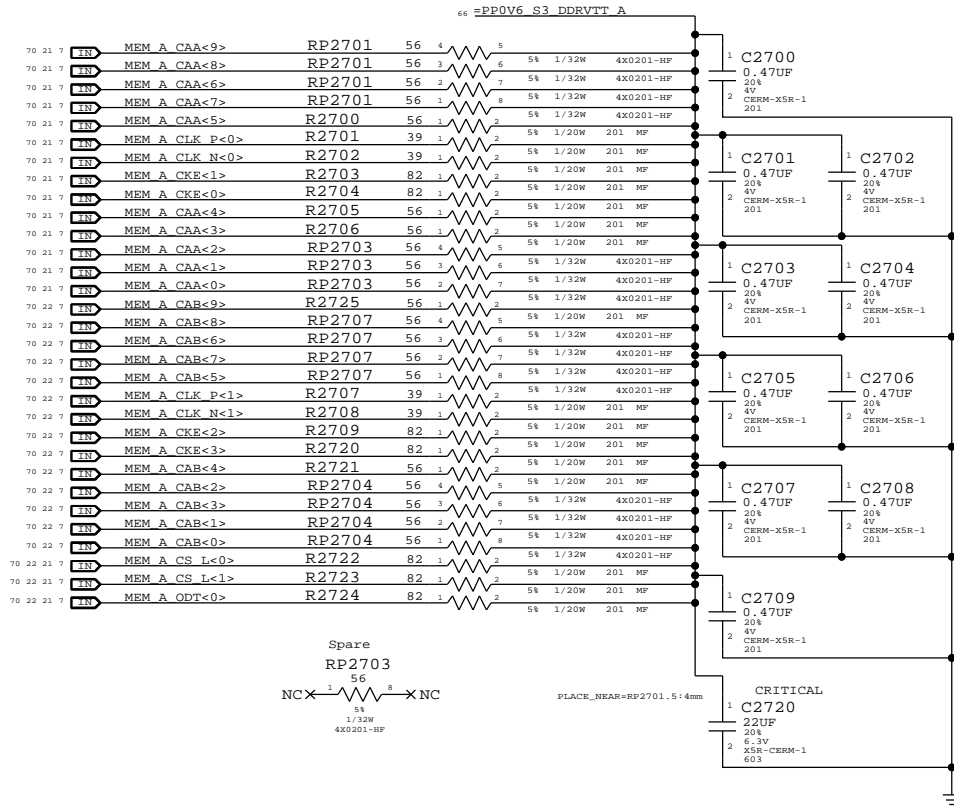 66 =PP0V6_S3_DDRVTT_A
70 21 7 IN MEM_A_CAA<9> RP2701 56 4 5 5% 1/32W 4X0201-HF
70 21 7 IN MEM_A_CAA<8> RP2701 56 3 6 5% 1/32W 4X0201-HF
70 21 7 IN MEM_A_CAA<6> RP2701 56 2 7 5% 1/32W 4X0201-HF
70 21 7 IN MEM_A_CAA<7> RP2701 56 1 8 5% 1/32W 4X0201-HF
70 21 7 IN MEM_A_CAA<5> R2700 56 1 2 5% 1/20W 201 MF
70 21 7 IN MEM_A_CLK_P<0> R2701 39 1 2 5% 1/20W 201 MF
70 21 7 IN MEM_A_CLK_N<0> R2702 39 1 2 5% 1/20W 201 MF
70 21 7 IN MEM_A_CKE<1> R2703 82 1 2 5% 1/20W 201 MF
70 21 7 IN MEM_A_CKE<0> R2704 82 1 2 5% 1/20W 201 MF
70 21 7 IN MEM_A_CAA<4> R2705 56 1 2 5% 1/20W 201 MF
70 21 7 IN MEM_A_CAA<3> R2706 56 1 2 5% 1/20W 201 MF
70 21 7 IN MEM_A_CAA<2> RP2703 56 4 5 5% 1/32W 4X0201-HF
70 21 7 IN MEM_A_CAA<1> RP2703 56 3 6 5% 1/32W 4X0201-HF
70 21 7 IN MEM_A_CAA<0> RP2703 56 2 7 5% 1/32W 4X0201-HF
70 22 7 IN MEM_A_CAB<9> R2725 56 1 2 5% 1/20W 201 MF
70 22 7 IN MEM_A_CAB<8> RP2707 56 4 5 5% 1/32W 4X0201-HF
70 22 7 IN MEM_A_CAB<6> RP2707 56 3 6 5% 1/32W 4X0201-HF
70 22 7 IN MEM_A_CAB<7> RP2707 56 2 7 5% 1/32W 4X0201-HF
70 22 7 IN MEM_A_CAB<5> RP2707 56 1 8 5% 1/32W 4X0201-HF
70 22 7 IN MEM_A_CLK_P<1> R2707 39 1 2 5% 1/20W 201 MF
70 22 7 IN MEM_A_CLK_N<1> R2708 39 1 2 5% 1/20W 201 MF
70 22 7 IN MEM_A_CKE<2> R2709 82 1 2 5% 1/20W 201 MF
70 22 7 IN MEM_A_CKE<3> R2720 82 1 2 5% 1/20W 201 MF
70 22 7 IN MEM_A_CAB<4> R2721 56 1 2 5% 1/20W 201 MF
70 22 7 IN MEM_A_CAB<2> RP2704 56 4 5 5% 1/32W 4X0201-HF
70 22 7 IN MEM_A_CAB<3> RP2704 56 3 6 5% 1/32W 4X0201-HF
70 22 7 IN MEM_A_CAB<1> RP2704 56 2 7 5% 1/32W 4X0201-HF
70 22 7 IN MEM_A_CAB<0> RP2704 56 1 8 5% 1/32W 4X0201-HF
70 22 21 7 IN MEM_A_CS_L<0> R2722 82 1 2 5% 1/20W 201 MF
70 22 21 7 IN MEM_A_CS_L<1> R2723 82 1 2 5% 1/20W 201 MF
70 22 21 7 IN MEM_A_ODT<0> R2724 82 1 2 5% 1/20W 201 MF
1 C2700
0.47UF
20%
4V
2 CERM-X5R-1
201
1 C2701
0.47UF
20%
4V
2 CERM-X5R-1
201
1 C2702
0.47UF
20%
4V
2 CERM-X5R-1
201
1 C2703
0.47UF
20%
4V
2 CERM-X5R-1
201
1 C2704
0.47UF
20%
4V
2 CERM-X5R-1
201
1 C2705
0.47UF
20%
4V
2 CERM-X5R-1
201
1 C2706
0.47UF
20%
4V
2 CERM-X5R-1
201
1 C2707
0.47UF
20%
4V
2 CERM-X5R-1
201
1 C2708
0.47UF
20%
4V
2 CERM-X5R-1
201
1 C2709
0.47UF
20%
4V
2 CERM-X5R-1
201
Spare
RP2703
56
NC 1 8 NC
5%
1/32W
4X0201-HF
PLACE_NEAR=RP2701.5:4mm
CRITICAL
1 C2720
22UF
20%
6.3V
2 X5R-CERM-1
603